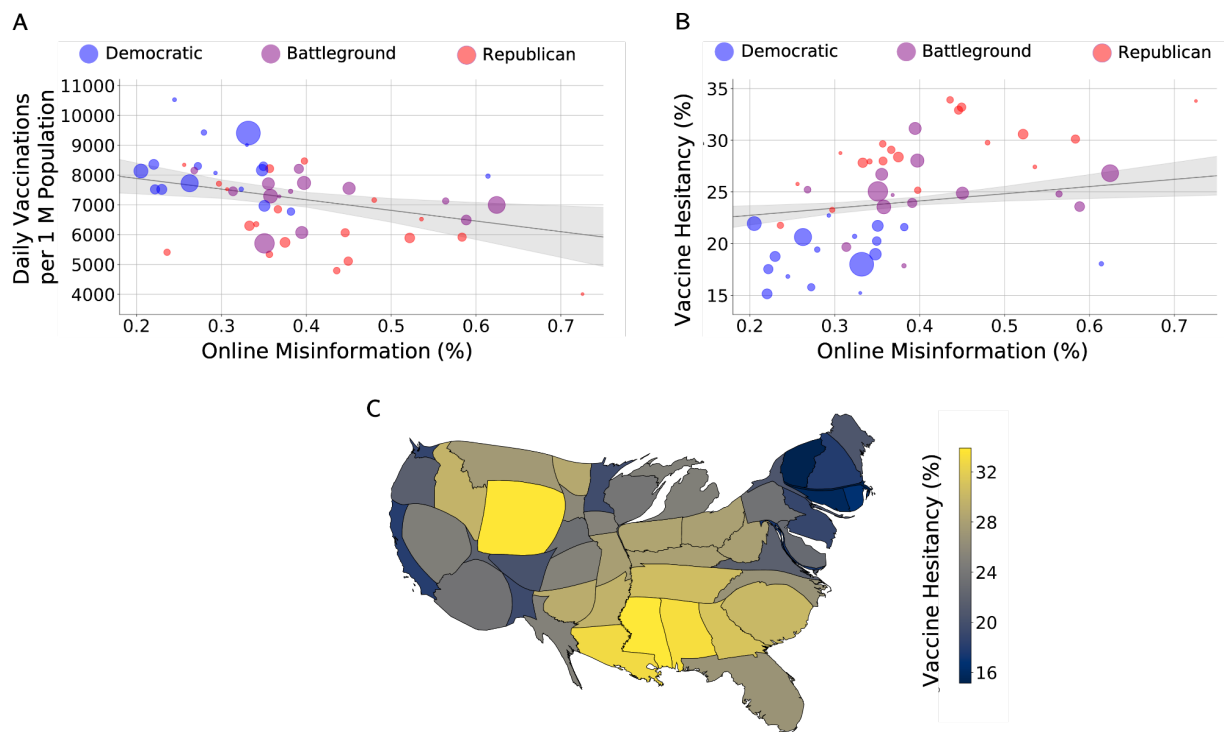 A
Democratic Battleground Republican
Daily Vaccinations
per 1 M Population
11000
10000
9000
8000
7000
6000
5000
4000
0.2 0.3 0.4 0.5 0.6 0.7
Online Misinformation (%)
B
Democratic Battleground Republican
Vaccine Hesitancy (%)
35
30
25
20
15
0.2 0.3 0.4 0.5 0.6 0.7
Online Misinformation (%)
C
Vaccine Hesitancy (%)
32
28
24
20
16